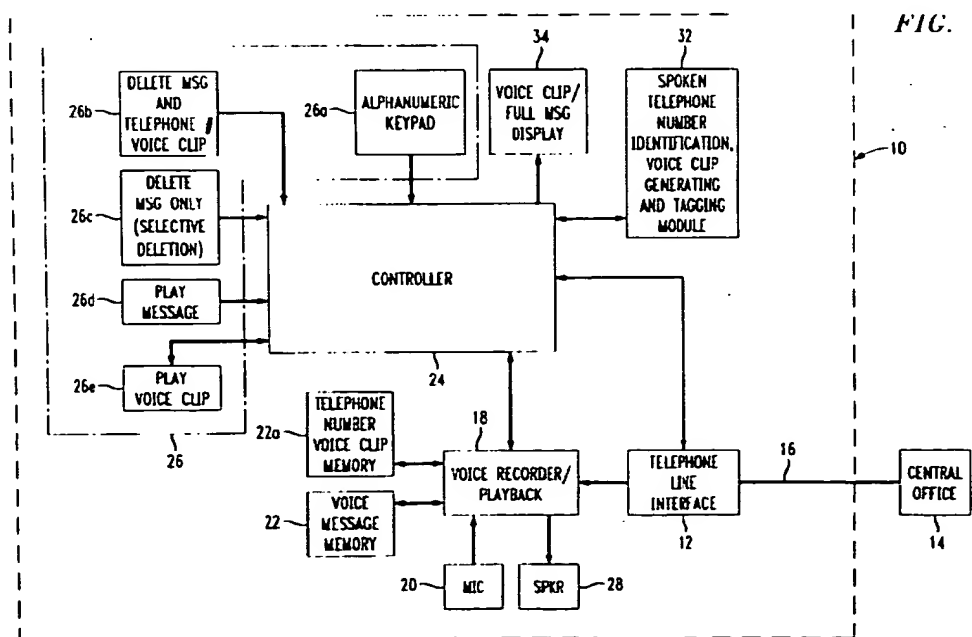 FIG.
34
32
DELETE MSG
AND
TELEPHONE #
VOICE CLIP
26b
26a
ALPHANUMERIC
KEYPAD
VOICE CLIP/
FULL MSG
DISPLAY
SPOKEN
TELEPHONE
NUMBER
IDENTIFICATION,
VOICE CLIP
GENERATING
AND TAGGING
MODULE
10
26c
DELETE
MSG ONLY
(SELECTIVE
DELETION)
CONTROLLER
26d
PLAY
MESSAGE
24
26e
PLAY
VOICE CLIP
26
22a
TELEPHONE
NUMBER
VOICE CLIP
MEMORY
18
VOICE RECORDER/
PLAYBACK
TELEPHONE
LINE
INTERFACE
12
16
CENTRAL
OFFICE
14
22
VOICE
MESSAGE
MEMORY
20
MIC
SPKR
28